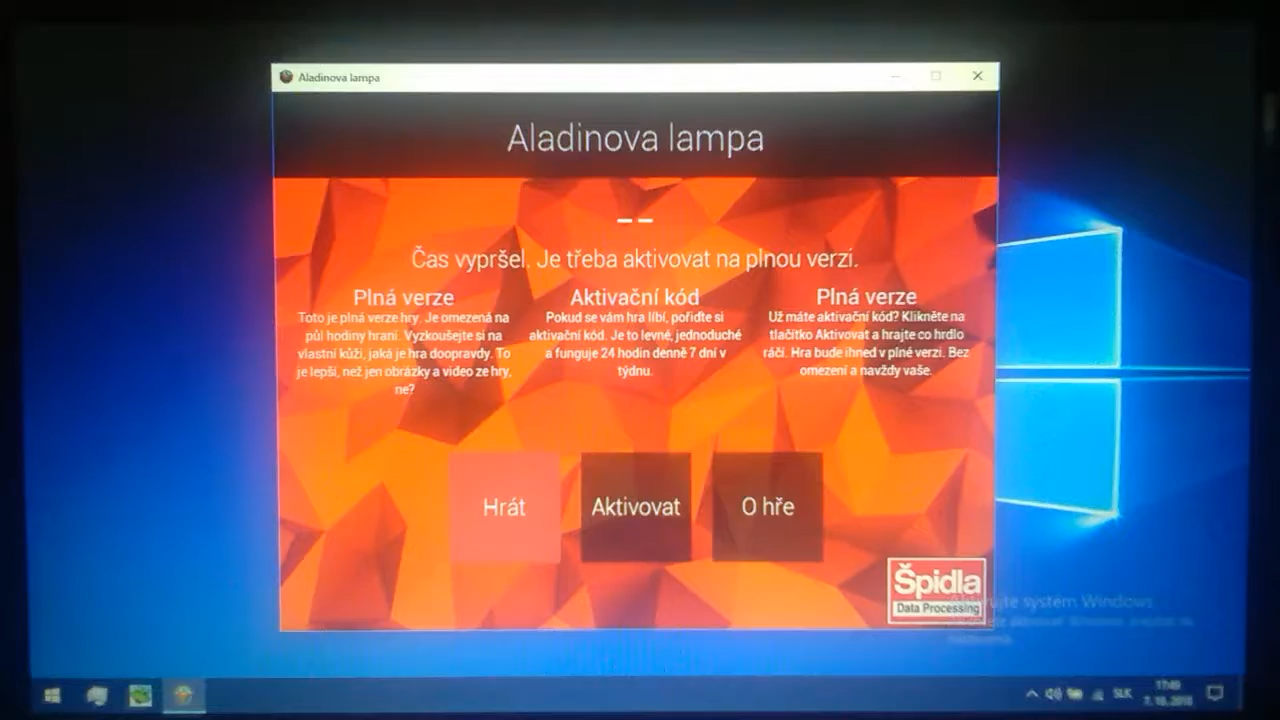 Aladinova lampa
Aladinova lampa
--
Čas vypršel. Je třeba aktivovat na plnou verzi.
Plná verze
Toto je plná verze hry. Je omezená na
půl hodiny hraní. Vyzkoušejte si na
vlastní kůži, jaká je hra doopravdy. To
je lepší, než jen obrázky a video ze hry,
ne?
Aktivační kód
Pokud se vám hra líbí, pořiďte si
aktivační kód. Je to levné, jednoduché
a funguje 24 hodin denně 7 dní v
týdnu.
Plná verze
Už máte aktivační kód? Klikněte na
tlačítko Aktivovat a hrajte co hrdlo
ráčí. Hra bude ihned v plné verzi. Bez
omezení a navždy vaše.
Hrát
Aktivovat
O hře
Špidla
Data Processing
systém Windows
SLK
17:49